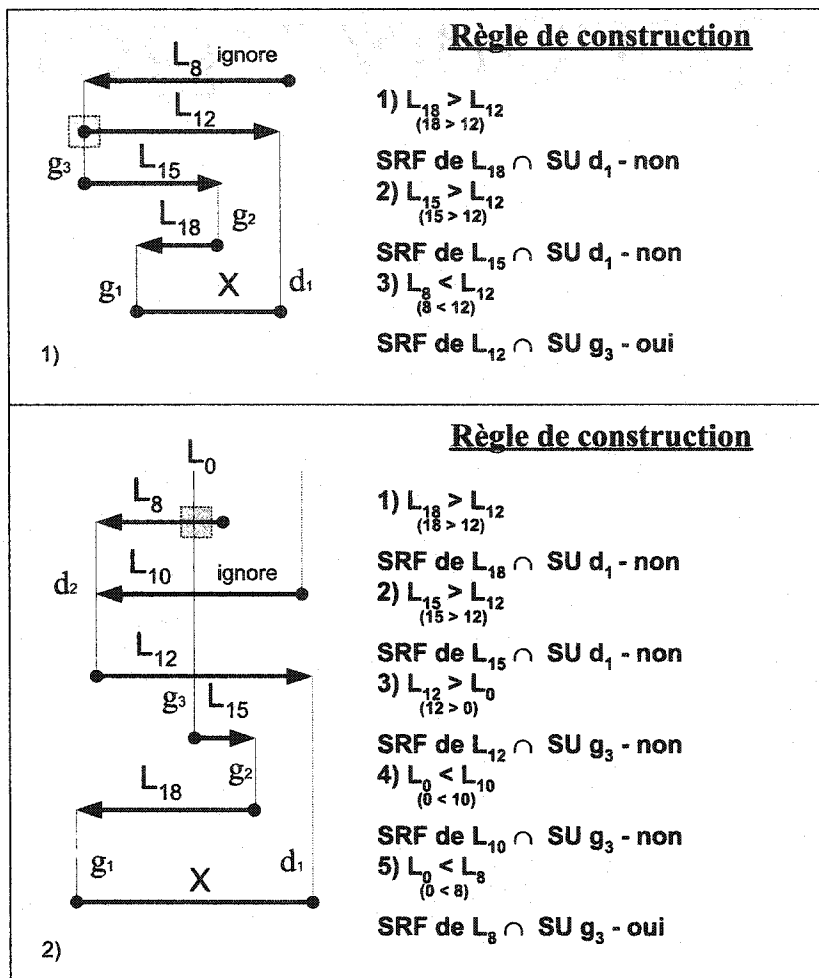 Règle de construction
L8 ignore
L12
g3
L15
L18
g2
g1
X
d1
1)
1) L18 > L12
(18 > 12)
SRF de L18 ∩ SU d1 - non
2) L15 > L12
(15 > 12)
SRF de L15 ∩ SU d1 - non
3) L8 < L12
(8 < 12)
SRF de L12 ∩ SU g3 - oui
Règle de construction
L0
L8
L10 ignore
d2
L12
g3
L15
g2
L18
g1
X
d1
2)
1) L18 > L12
(18 > 12)
SRF de L18 ∩ SU d1 - non
2) L15 > L12
(15 > 12)
SRF de L15 ∩ SU d1 - non
3) L12 > L0
(12 > 0)
SRF de L12 ∩ SU g3 - non
4) L0 < L10
(0 < 10)
SRF de L10 ∩ SU g3 - non
5) L0 < L8
(0 < 8)
SRF de L8 ∩ SU g3 - oui